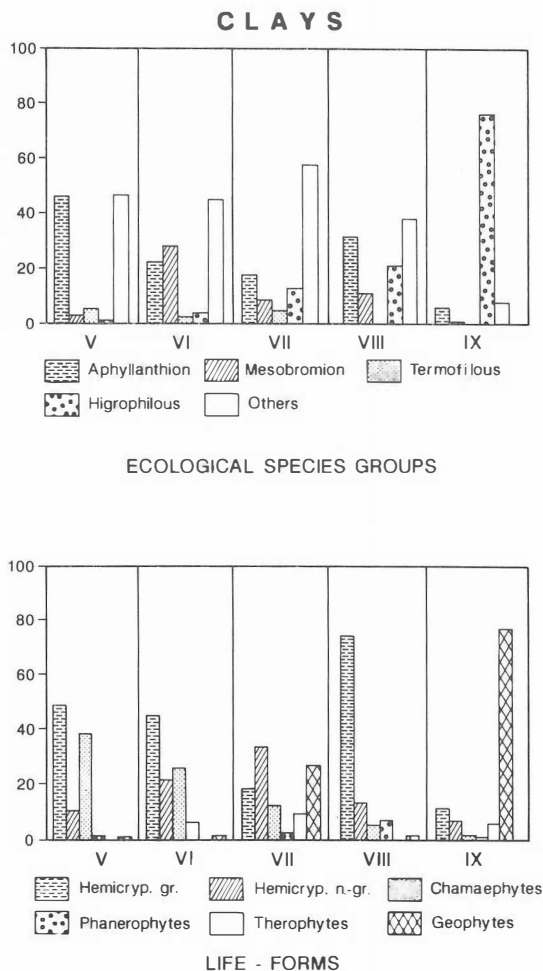 CLAYS
100
80
60
40
20
0
V VI VII VIII IX
Aphyllanthion Mesobromion Termofilous
Higrophilous Others
ECOLOGICAL SPECIES GROUPS
100
80
60
40
20
0
V VI VII VIII IX
Hemicryp. gr. Hemicryp. n.-gr. Chamaephytes
Phanerophytes Therophytes Geophytes
LIFE - FORMS